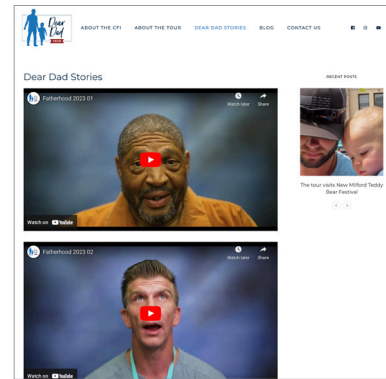 Dear
Dad
ABOUT THE CFI
ABOUT THE TOUR
DEAR DAD STORIES
BLOG
CONTACT US
Dear Dad Stories
RECENT POSTS
Fatherhood 2023 01
Watch later
Share
Watch on YouTube
The tour visits New Milford Teddy
Bear Festival
Fatherhood 2023 02
Watch later
Share
Watch on YouTube